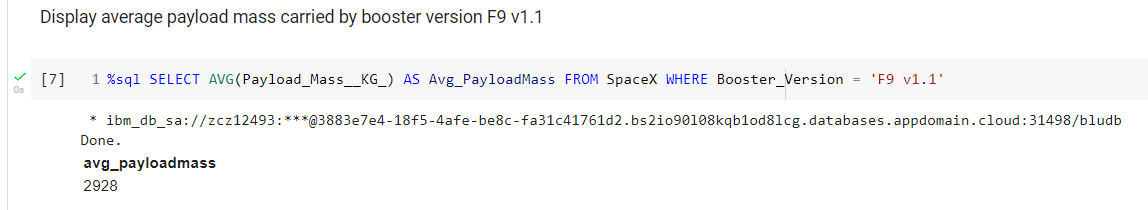 Display average payload mass carried by booster version F9 v1.1
[7] 1 %sql SELECT AVG(Payload_Mass__KG_) AS Avg_PayloadMass FROM SpaceX WHERE Booster_Version = 'F9 v1.1'
0s
* ibm_db_sa://zcz12493:***@3883e7e4-18f5-4afe-be8c-fa31c41761d2.bs2io90l08kqb1od8lcg.databases.appdomain.cloud:31498/bludb
Done.
avg_payloadmass
2928